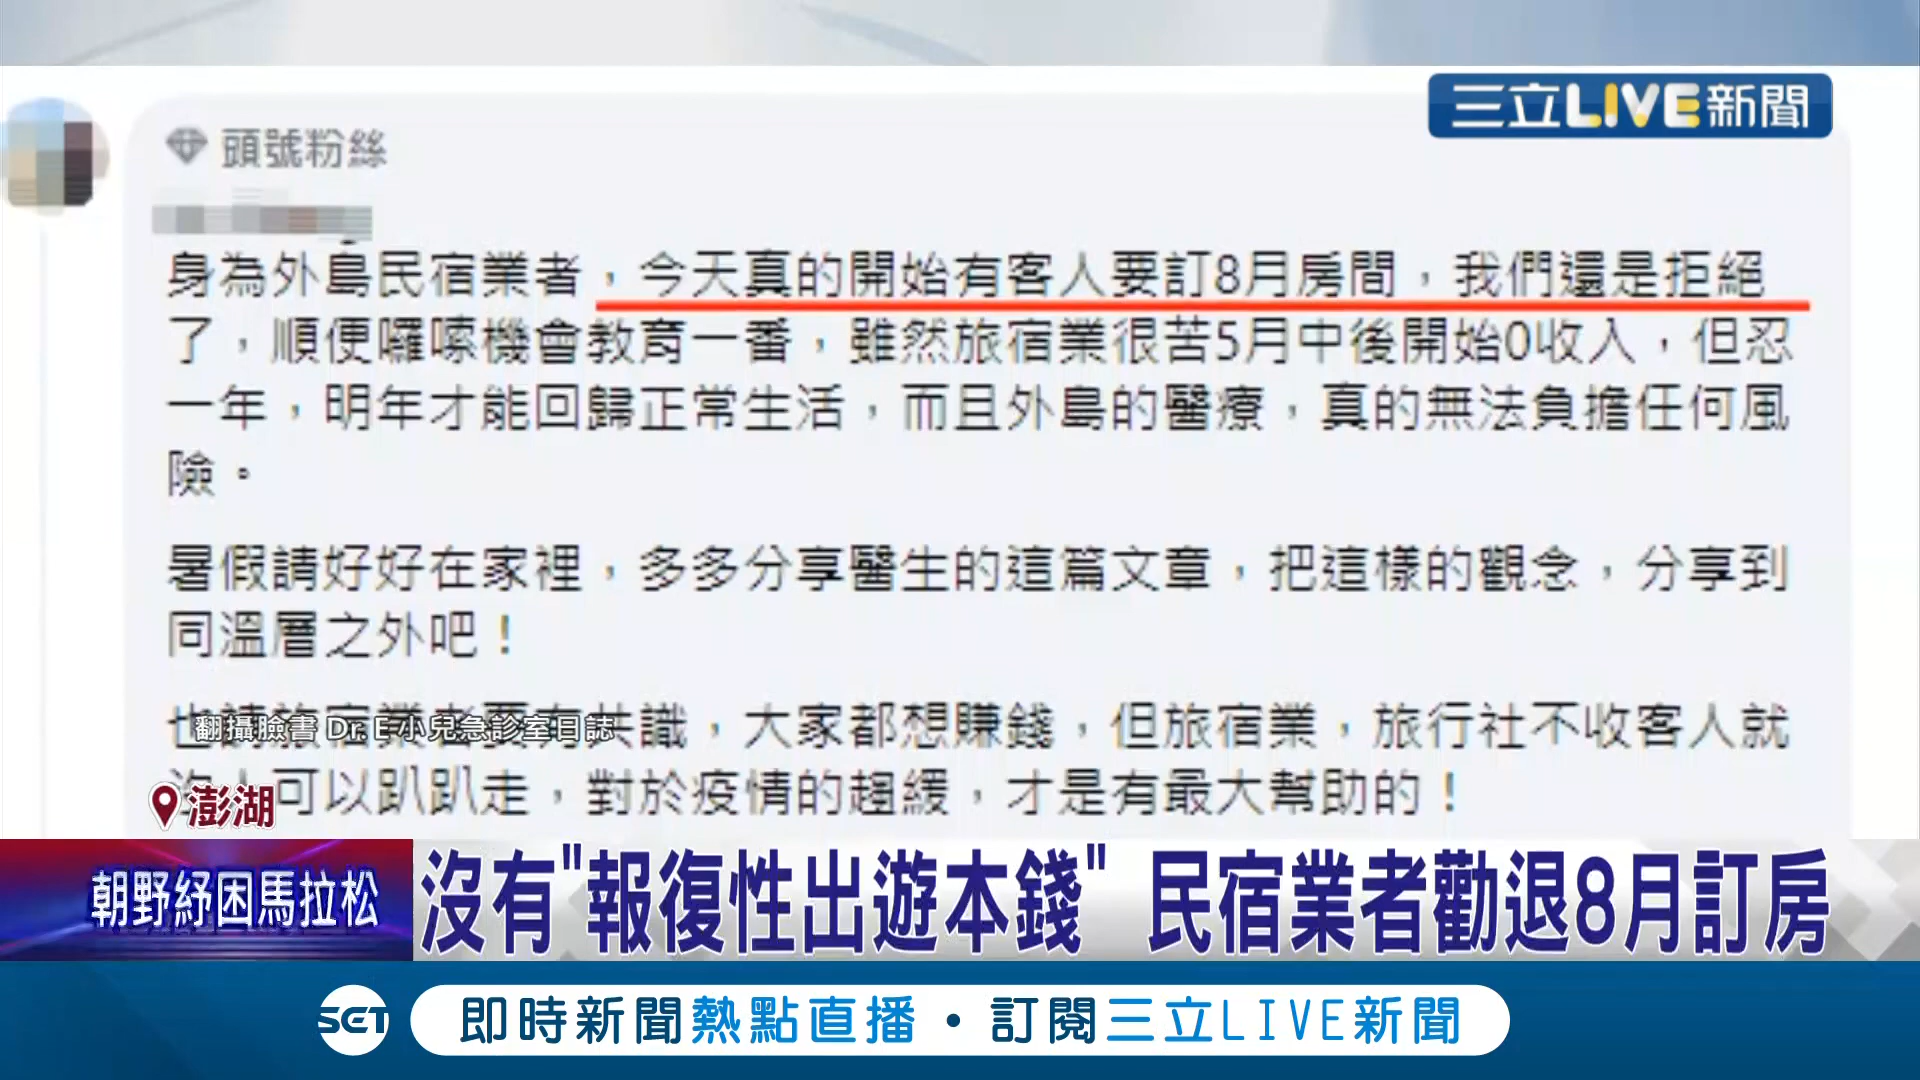 三立LIVE新聞
頭號粉絲
身為外島民宿業者，今天真的開始有客人要訂8月房間，我們還是拒絕
了，順便囉嗦機會教育一番，雖然旅宿業很苦5月中後開始0收入，但忍
一年，明年才能回歸正常生活，而且外島的醫療，真的無法負擔任何風
險。
暑假請好好在家裡，多多分享醫生的這篇文章，把這樣的觀念，分享到
同溫層之外吧！
也請旅宿業者要有共識，大家都想賺錢，但旅宿業，旅行社不收客人就
翻攝臉書 Dr. E 小兒急診室日誌
可以趴趴走，對於疫情的趨緩，才是有最大幫助的！
澎湖
朝野紓困馬拉松
沒有"報復性出遊本錢" 民宿業者勸退8月訂房
SET 即時新聞熱點直播・訂閱三立LIVE新聞